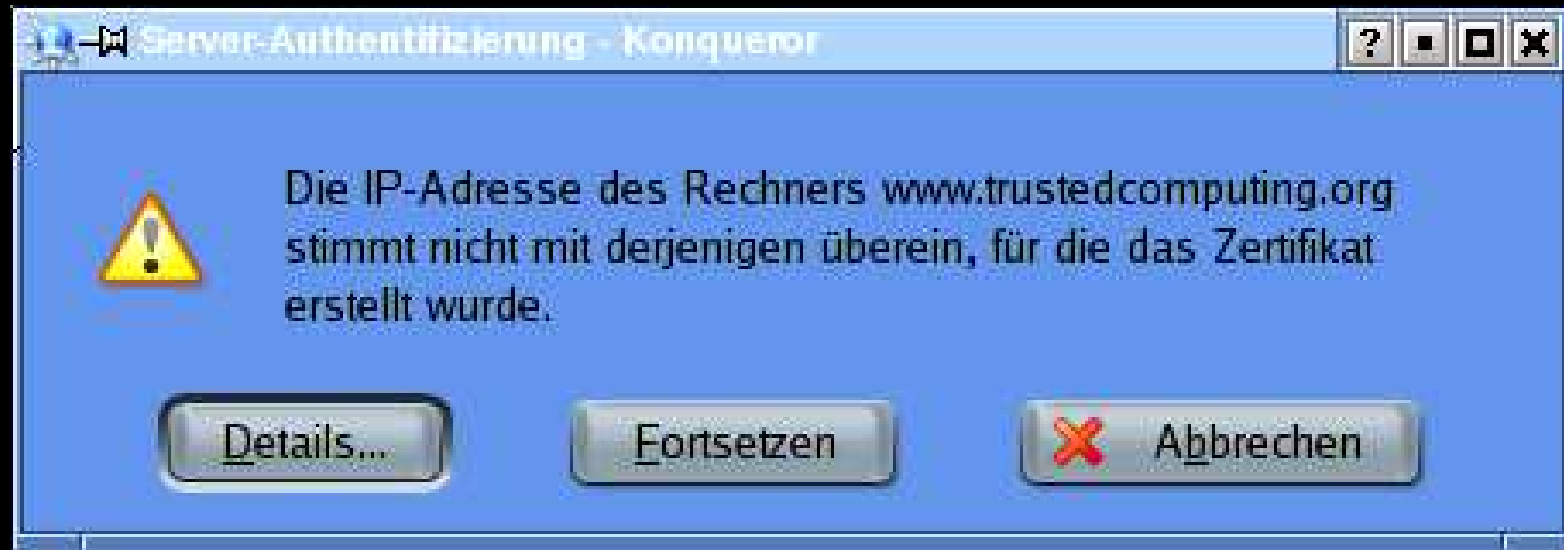 Server-Authentifizierung - Konqueror
Die IP-Adresse des Rechners www.trustedcomputing.org
stimmt nicht mit derjenigen überein, für die das Zertifikat
erstellt wurde.
Details... Fortsetzen Abbrechen